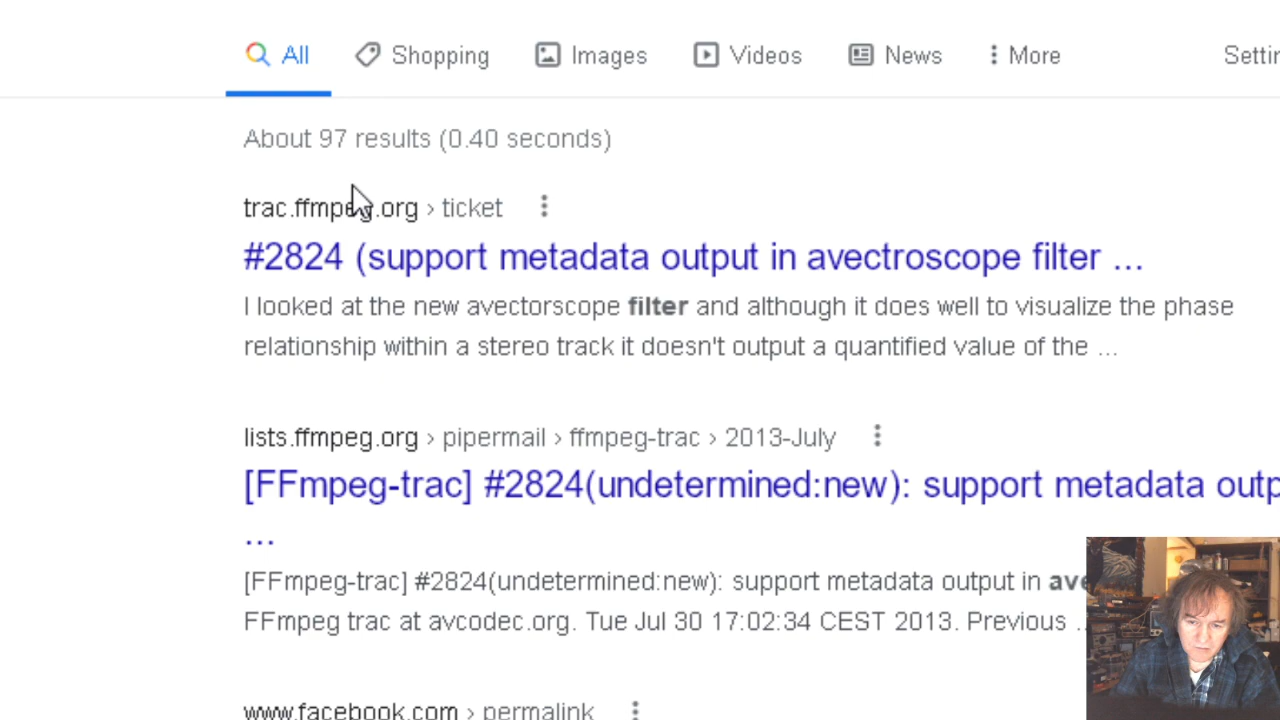 All Shopping Images Videos News More
About 97 results (0.40 seconds)
trac.ffmpeg.org › ticket
#2824 (support metadata output in avectroscope filter ...
I looked at the new avectorscope filter and although it does well to visualize the phase
relationship within a stereo track it doesn't output a quantified value of the ...
lists.ffmpeg.org › pipermail › ffmpeg-trac › 2013-July
[FFmpeg-trac] #2824(undetermined:new): support metadata
...
[FFmpeg-trac] #2824(undetermined:new): support metadata output in
FFmpeg trac at avcodec.org. Tue Jul 30 17:02:34 CEST 2013. Previous
www.facebook.com › permalink